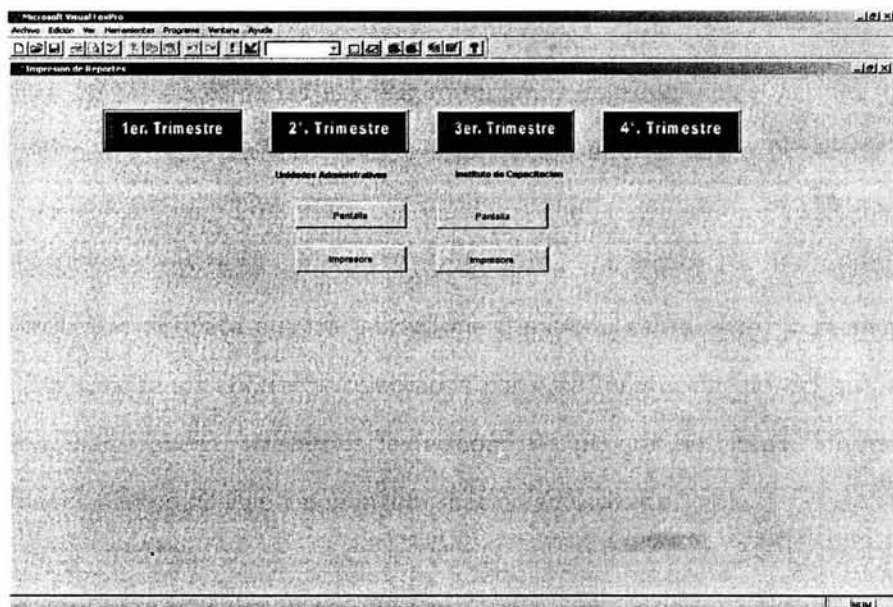 Microsoft Visual FoxPro
Archivo Edición Ver Herramientas Programa Ventana Ayuda
Impresion de Reportes
1er. Trimestre 2°. Trimestre 3er. Trimestre 4°. Trimestre
Unidades Administrativas Instituto de Capacitacion
Pantalla Pantalla
Impresora Impresora
NUM